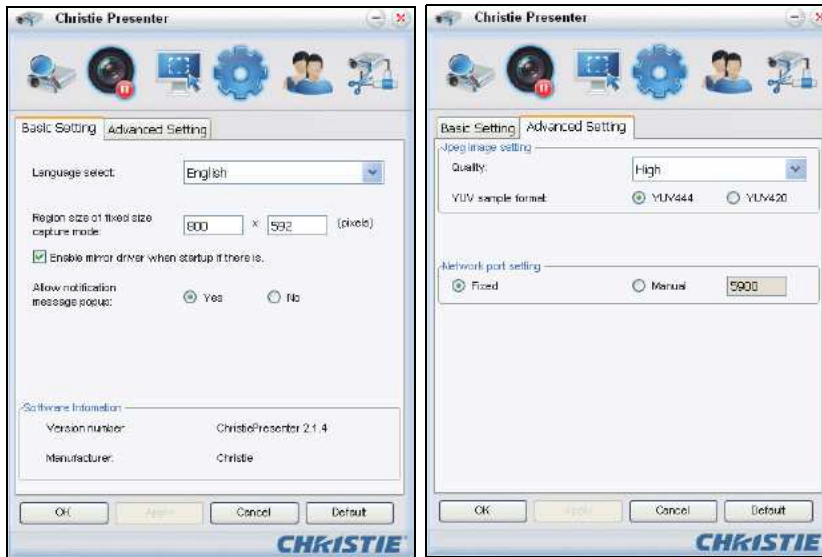 Christie Presenter
Basic Setting Advanced Setting
Language select: English
Region size of fixed size
capture mode: 800 x 592 (pixels)
Enable mirror driver when startup if there is.
Allow notification
message popup: Yes No
Software Infomation
Version number: ChristiePresenter 2.1.4
Manufacturer: Christie
OK Apply Cancel Default
CHRISTIE
Christie Presenter
Basic Setting Advanced Setting
Jpeg image setting
Quality: High
YUV sample format: YUV444 YUV420
Network port setting
Fixed Manual 5900
OK Apply Cancel Default
CHRISTIE